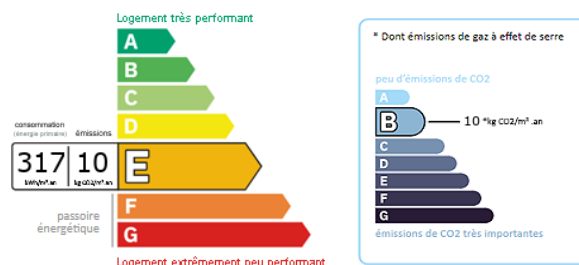 Logement très performant
A
B
C
D
consommation
(énergie primaire) émissions
317 10
kWh/m².an kg CO2/m².an
E
F
G
passoire
énergétique
Logement extrêmement peu performant
* Dont émissions de gaz à effet de serre
peu d'émissions de CO2
A
B
10 *kg CO2/m².an
C
D
E
F
G
émissions de CO2 très importantes